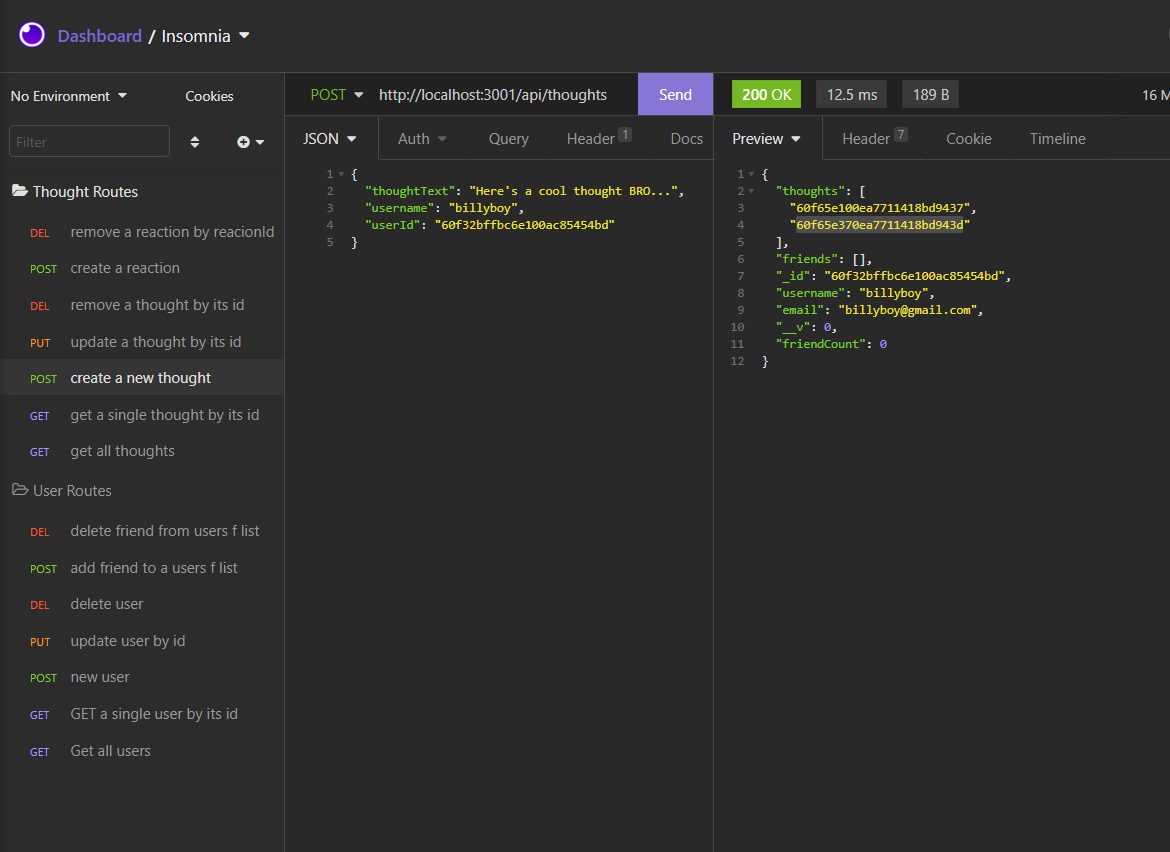 Dashboard / Insomnia
No Environment
Cookies
Filter
Thought Routes
DEL remove a reaction by reacionId
POST create a reaction
DEL remove a thought by its id
PUT update a thought by its id
POST create a new thought
GET get a single thought by its id
GET get all thoughts
User Routes
DEL delete friend from users f list
POST add friend to a users f list
DEL delete user
PUT update user by id
POST new user
GET GET a single user by its id
GET Get all users
POST http://localhost:3001/api/thoughts Send
JSON Auth Query Header 1 Docs
1 {
2 "thoughtText": "Here's a cool thought BRO...",
3 "username": "billyboy",
4 "userId": "60f32bffbc6e100ac85454bd"
5 }
200 OK 12.5 ms 189 B 16 M
Preview Header 7 Cookie Timeline
1 {
2 "thoughts": [
3 "60f65e100ea7711418bd9437",
4 "60f65e370ea7711418bd943d"
5 ],
6 "friends": [],
7 "_id": "60f32bffbc6e100ac85454bd",
8 "username": "billyboy",
9 "email": "billyboy@gmail.com",
10 "__v": 0,
11 "friendCount": 0
12 }